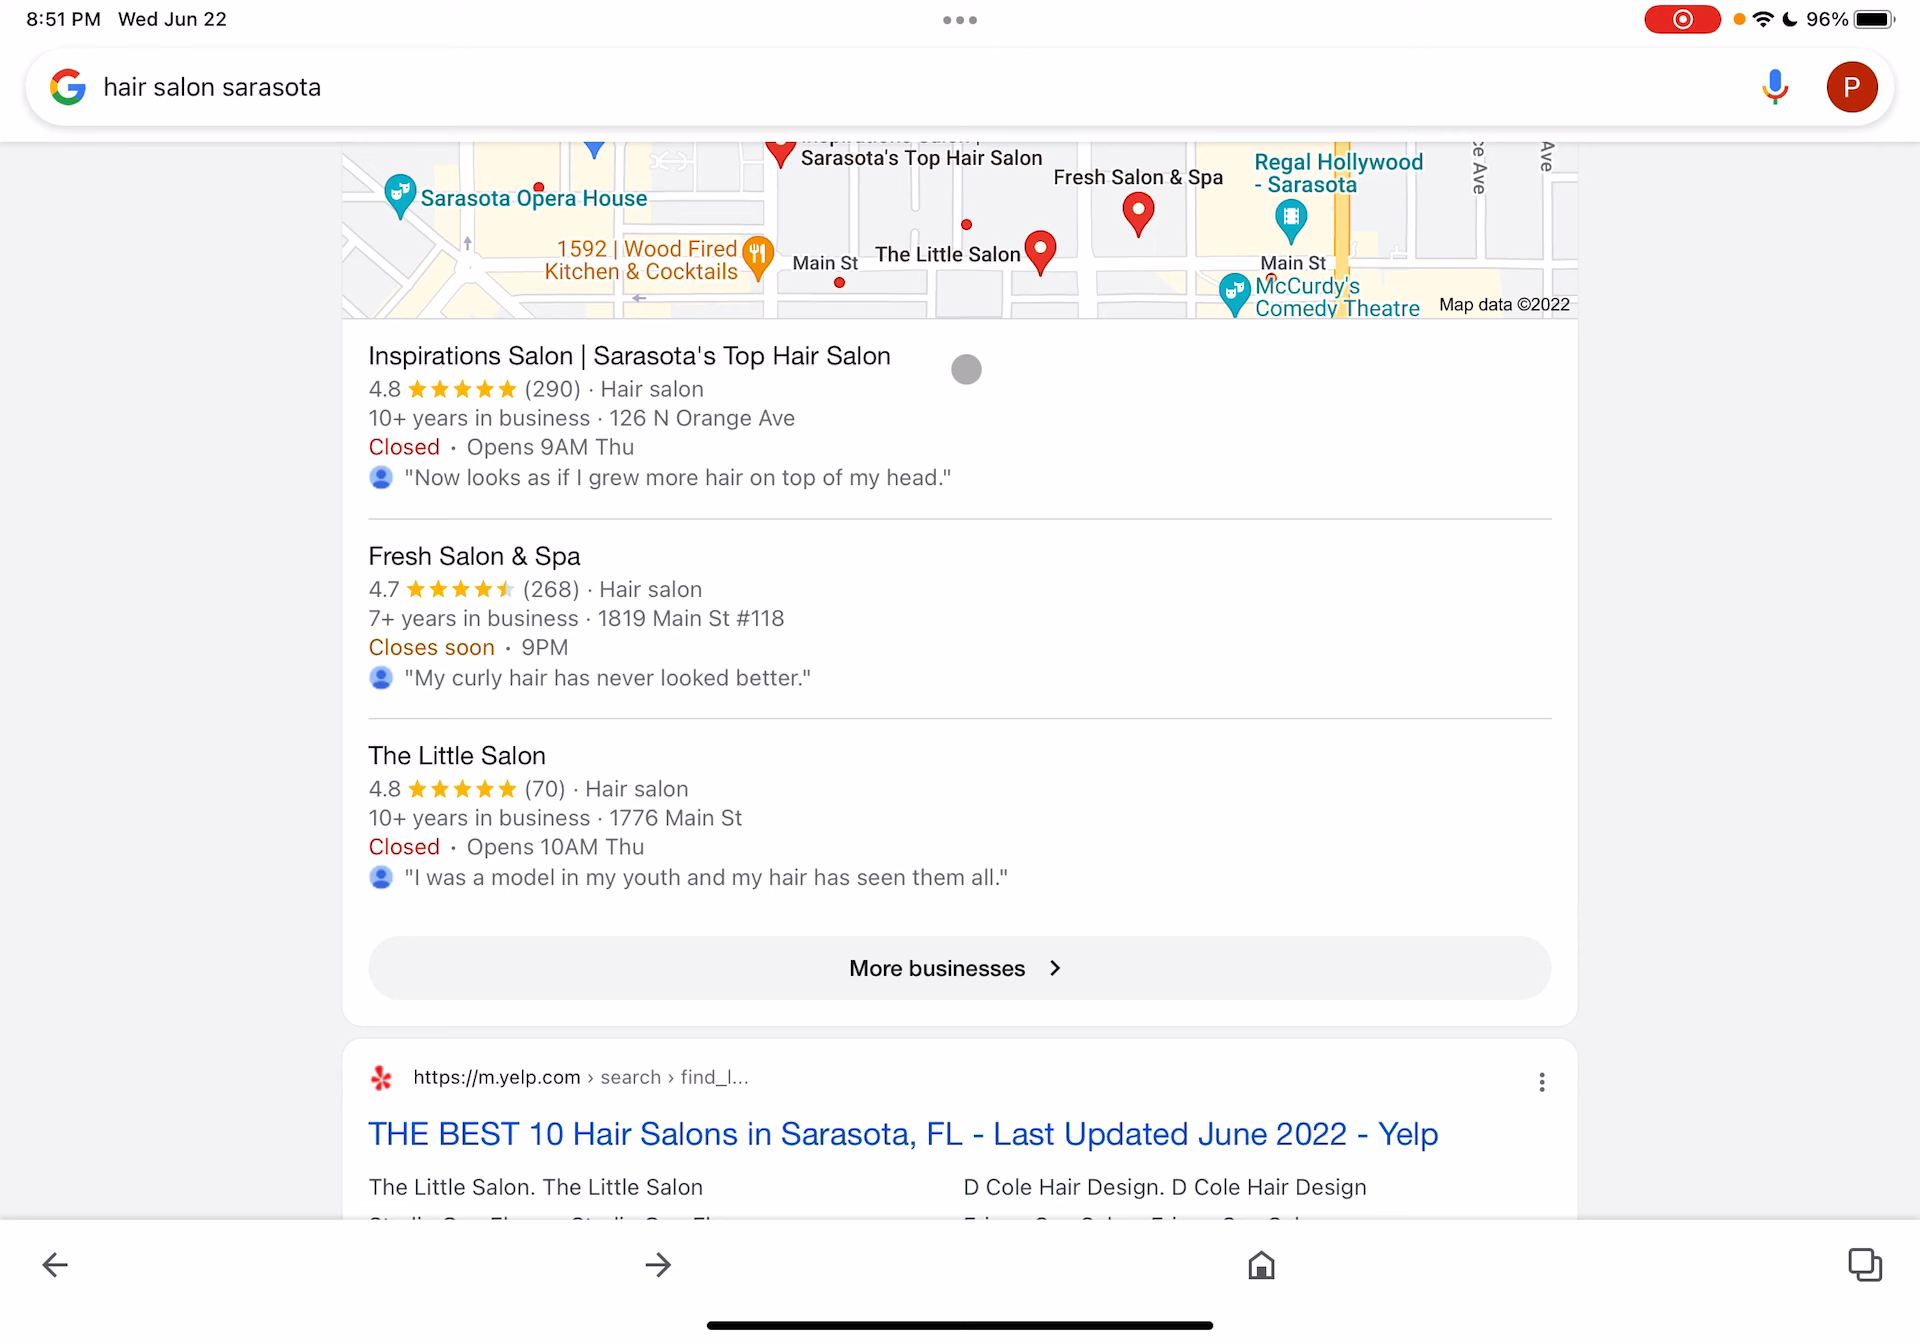 8:51 PM Wed Jun 22
96%
hair salon sarasota
P
Sarasota's Top Hair Salon
Fresh Salon & Spa
Regal Hollywood
- Sarasota
ce Ave
Ave
Sarasota Opera House
1592 | Wood Fired
Kitchen & Cocktails
Main St
The Little Salon
Main St
McCurdy's
Comedy Theatre
Map data ©2022
Inspirations Salon | Sarasota's Top Hair Salon
4.8 (290) · Hair salon
10+ years in business · 126 N Orange Ave
Closed · Opens 9AM Thu
"Now looks as if I grew more hair on top of my head."
Fresh Salon & Spa
4.7 (268) · Hair salon
7+ years in business · 1819 Main St #118
Closes soon · 9PM
"My curly hair has never looked better."
The Little Salon
4.8 (70) · Hair salon
10+ years in business · 1776 Main St
Closed · Opens 10AM Thu
"I was a model in my youth and my hair has seen them all."
More businesses
https://m.yelp.com › search › find_l...
THE BEST 10 Hair Salons in Sarasota, FL - Last Updated June 2022 - Yelp
The Little Salon. The Little Salon
D Cole Hair Design. D Cole Hair Design